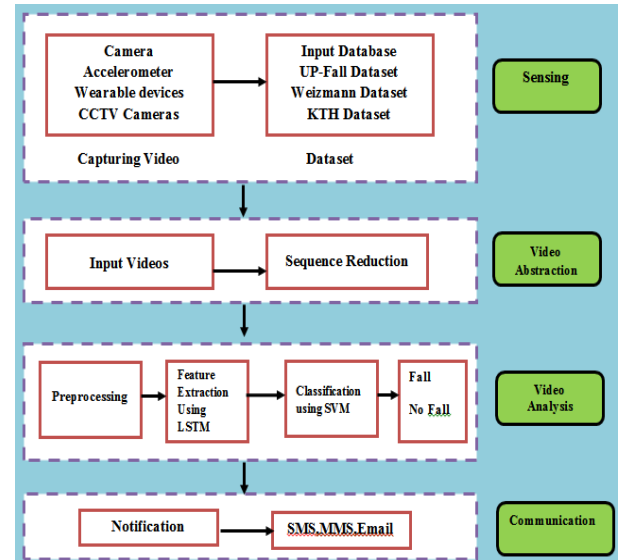 Camera
Accelerometer
Wearable devices
CCTV Cameras
Input Database
UP-Fall Dataset
Weizmann Dataset
KTH Dataset
Capturing Video
Dataset
Sensing
Input Videos
Sequence Reduction
Video
Abstraction
Preprocessing
Feature
Extraction
Using
LSTM
Classification
using SVM
Fall
No Fall
Video
Analysis
Notification
SMS,MMS,Email
Communication